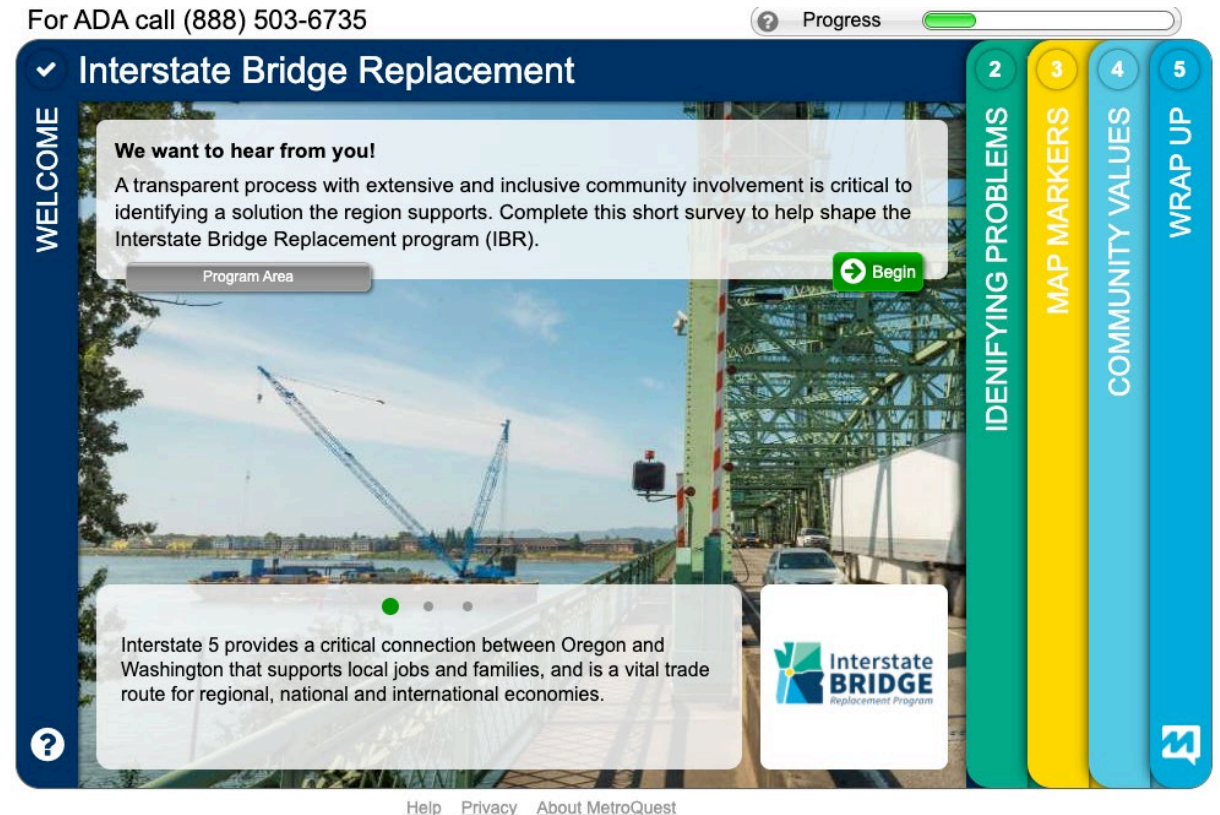 For ADA call (888) 503-6735
Progress
Interstate Bridge Replacement
WELCOME
We want to hear from you!
A transparent process with extensive and inclusive community involvement is critical to
identifying a solution the region supports. Complete this short survey to help shape the
Interstate Bridge Replacement program (IBR).
Program Area
Begin
Interstate 5 provides a critical connection between Oregon and
Washington that supports local jobs and families, and is a vital trade
route for regional, national and international economies.
Interstate
BRIDGE
Replacement Program
2
IDENIFYING PROBLEMS
3
MAP MARKERS
4
COMMUNITY VALUES
5
WRAP UP
?
?
Help Privacy About MetroQuest